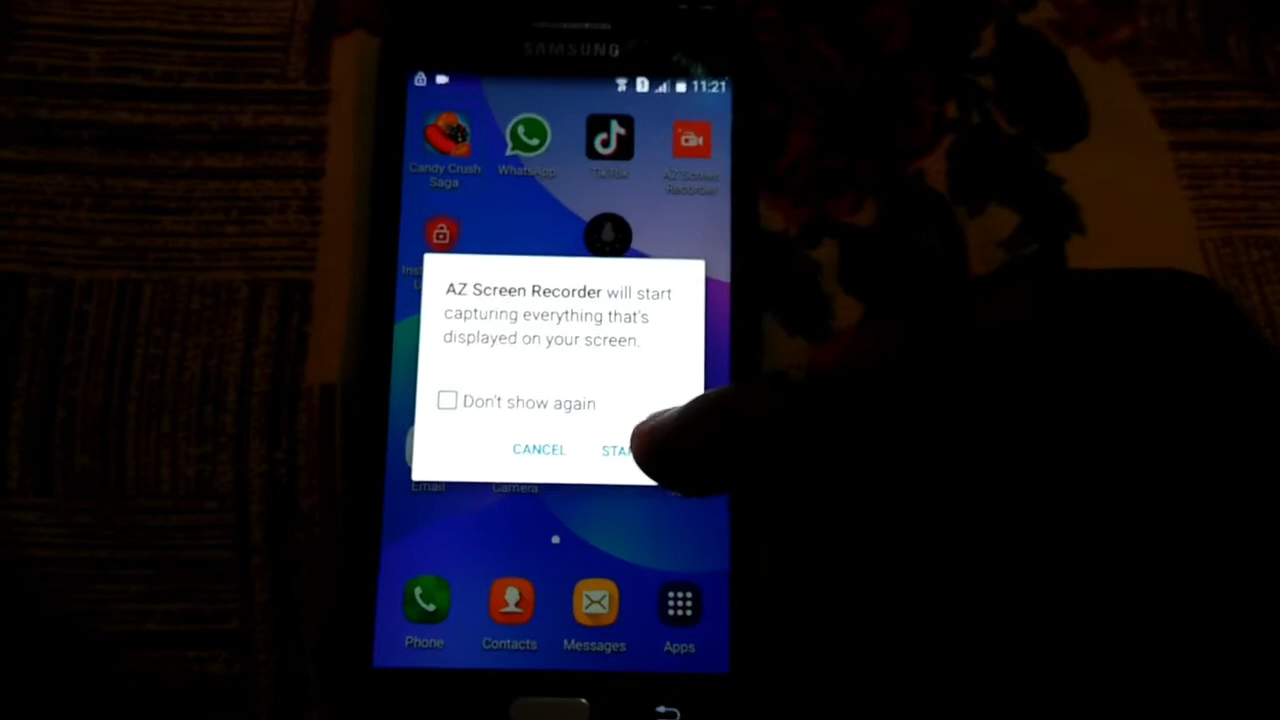 SAMSUNG
11:21
Candy Crush
Saga
WhatsApp
TikTok
AZ Screen
Recorder
AZ Screen Recorder will start
capturing everything that's
displayed on your screen.
Don't show again
CANCEL
Email
Camera
Phone
Contacts
Messages
Apps